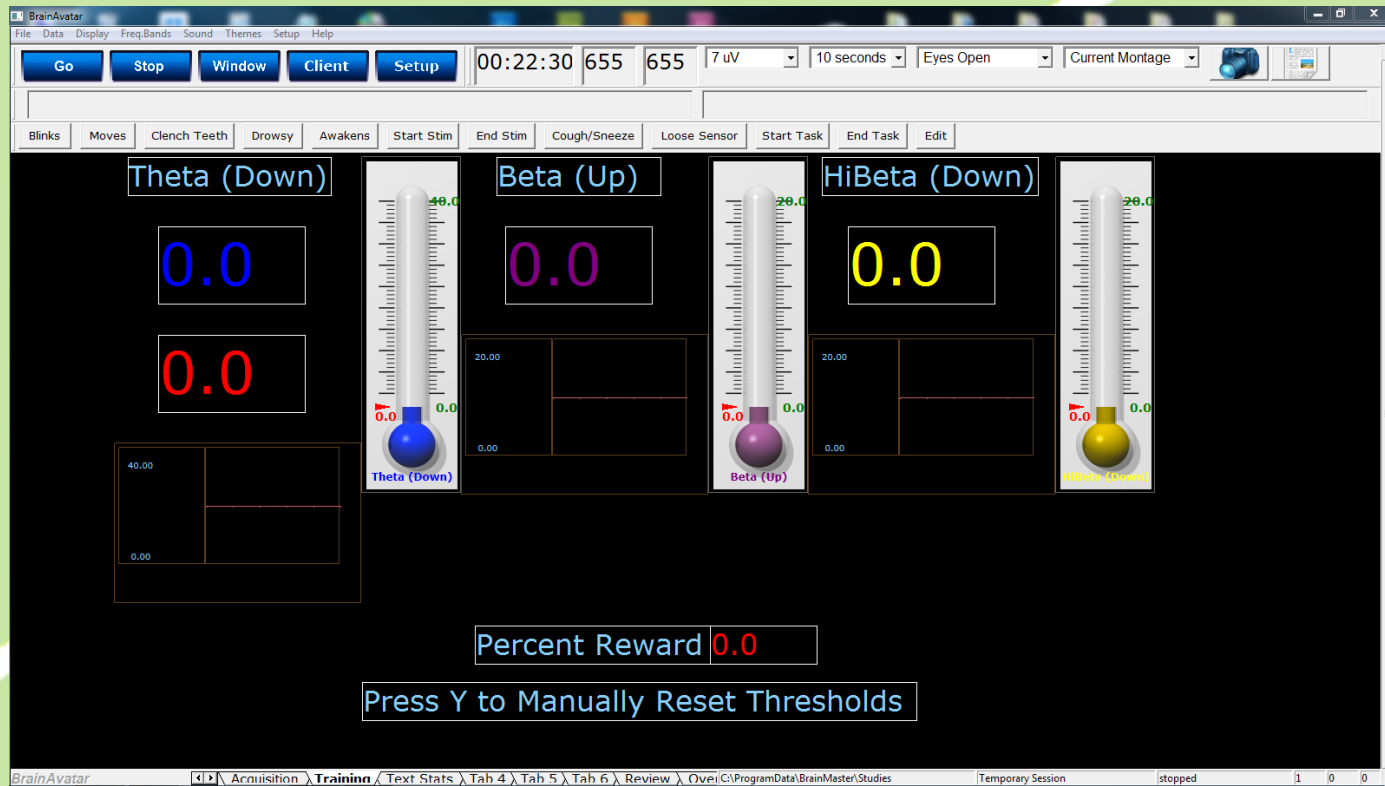 BrainAvatar
File Data Display Freq.Bands Sound Themes Setup Help
Go Stop Window Client Setup 00:22:30 655 655 7 uV 10 seconds Eyes Open Current Montage
Blinks Moves Clench Teeth Drowsy Awakens Start Stim End Stim Cough/Sneeze Loose Sensor Start Task End Task Edit
Theta (Down)
0.0
0.0
40.00
0.00
40.0
0.0
0.0
Theta (Down)
Beta (Up)
0.0
20.00
0.00
20.0
0.0
0.0
Beta (Up)
HiBeta (Down)
0.0
20.00
0.00
20.0
0.0
0.0
HiBeta (Down)
Percent Reward 0.0
Press Y to Manually Reset Thresholds
BrainAvatar Acquisition Training Text Stats Tab 4 Tab 5 Tab 6 Review Over C:\ProgramData\BrainMaster\Studies Temporary Session stopped 1 0 0